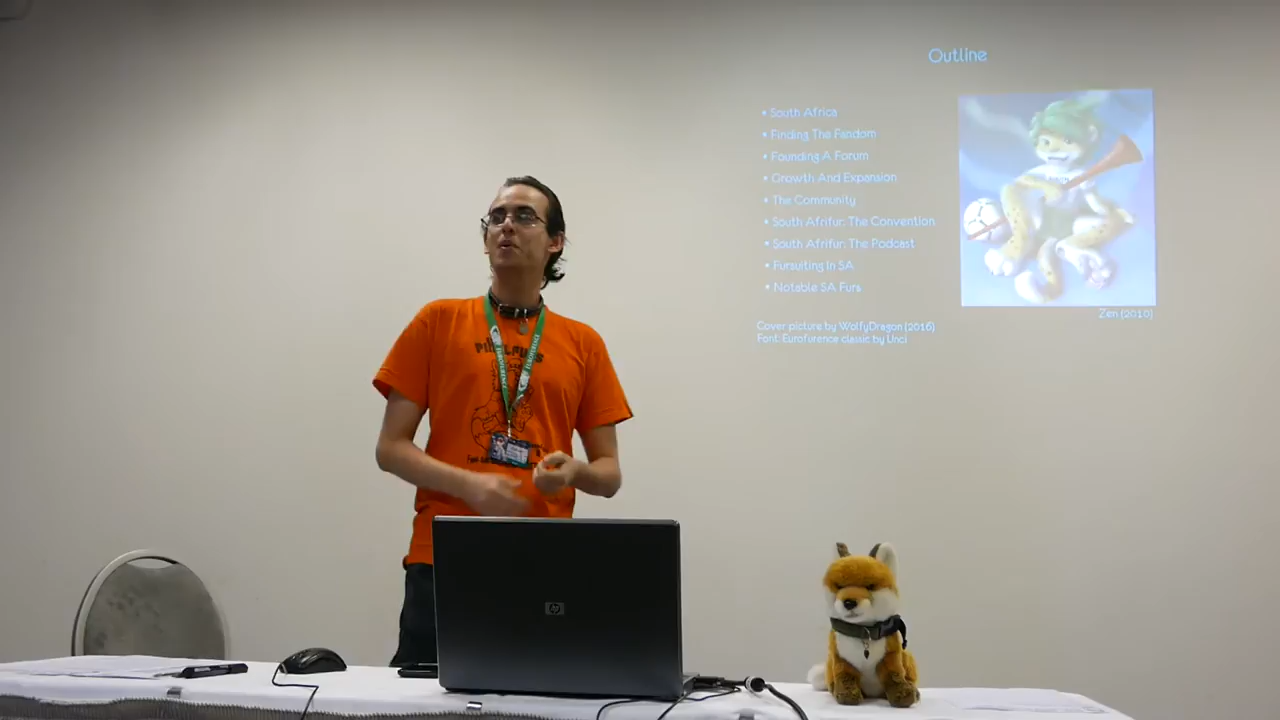 Outline
• South Africa
• Finding The Fandom
• Founding A Forum
• Growth And Expansion
• The Community
• South Afrifur: The Convention
• South Afrifur: The Podcast
• Fursuiting In SA
• Notable SA Furs
Zen (2010)
Cover picture by WolfyDragon (2016)
Font: Eurofurence classic by Unci
EUROFURENCE
hp